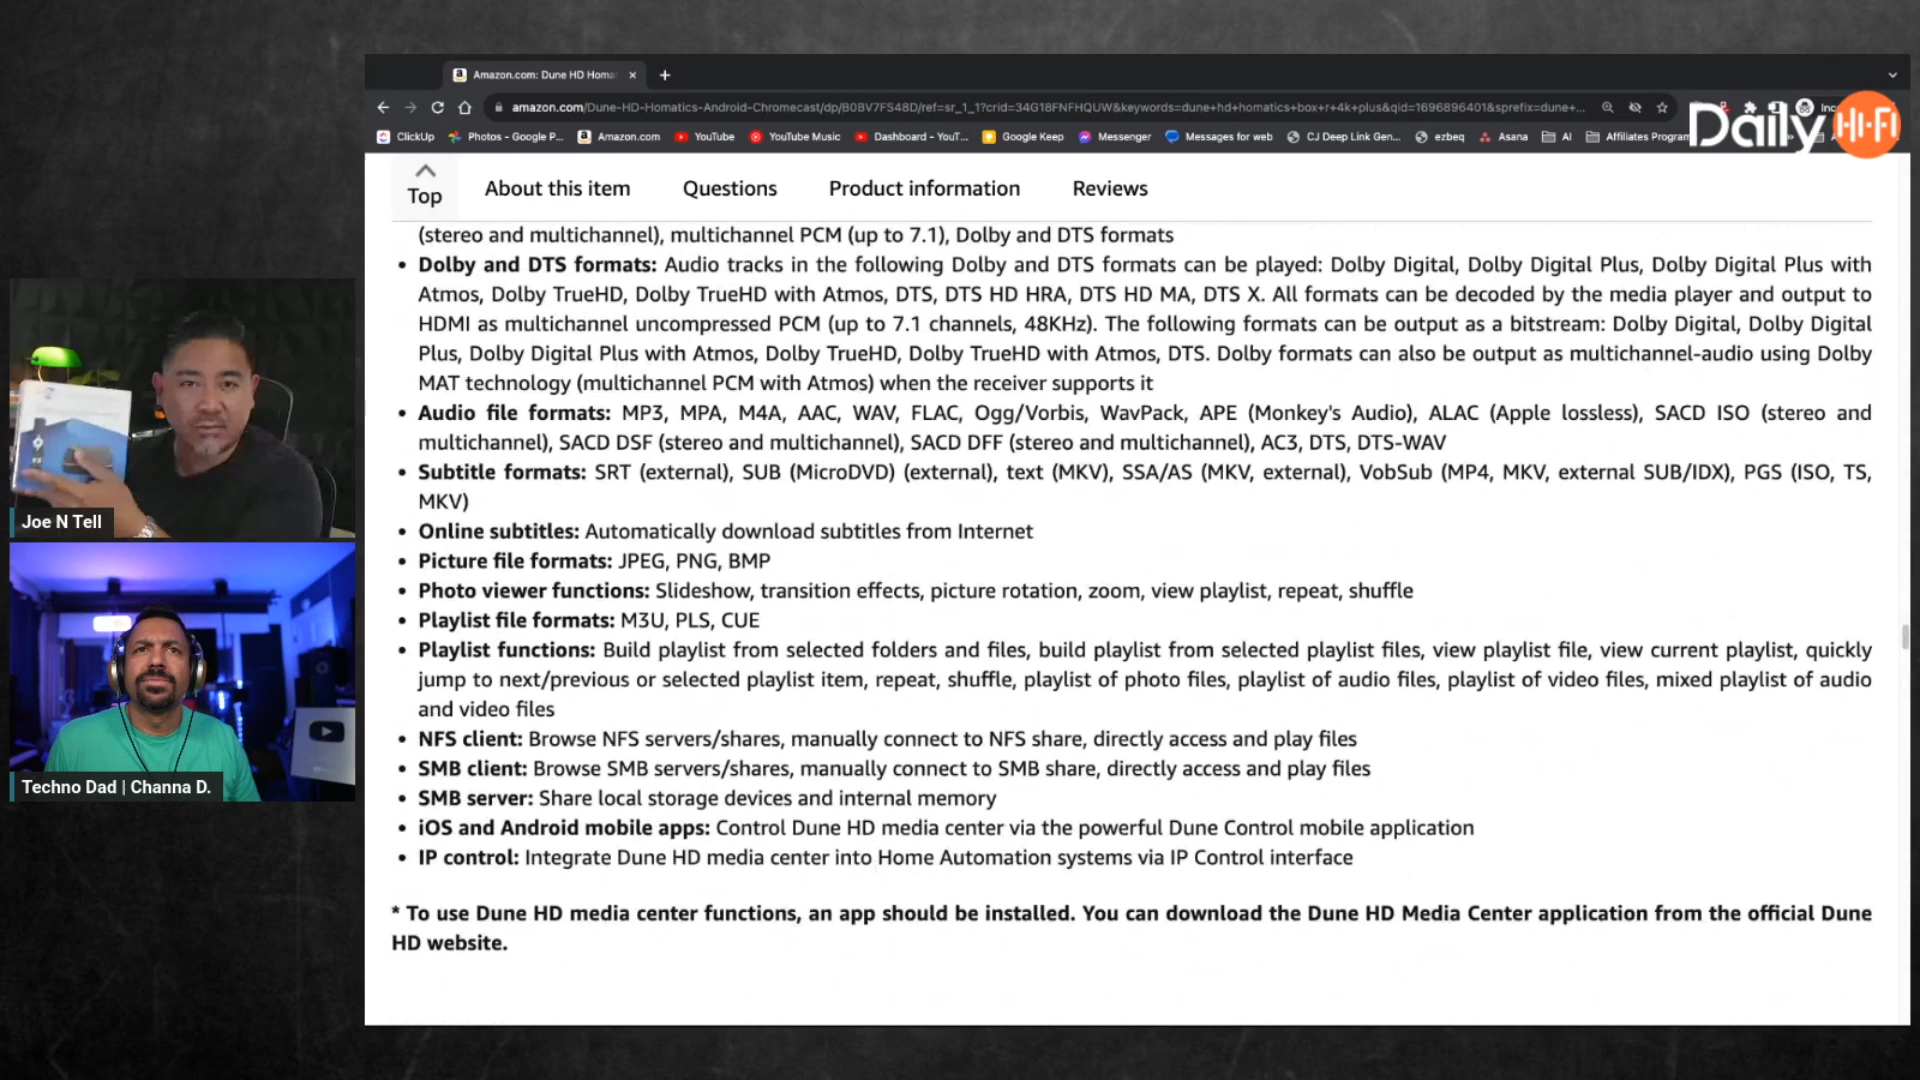 Amazon.com: Dune HD Homa
amazon.com/Dune-HD-Homatics-Android-Chromecast/dp/B0BV7FS48D/ref=sr_1_1?crid=34G18FNFHQUW&keywords=dune+hd+homatics+box+r+4k+plus&qid=1696896401&sprefix=dune+...
Inc
ClickUp
Photos - Google P...
Amazon.com
YouTube
YouTube Music
Dashboard - YouT...
Google Keep
Messenger
Messages for web
CJ Deep Link Gen...
ezbeq
Asana
AI
Affiliates Program
Daily HI-FI
Top
About this item
Questions
Product information
Reviews
(stereo and multichannel), multichannel PCM (up to 7.1), Dolby and DTS formats
• Dolby and DTS formats: Audio tracks in the following Dolby and DTS formats can be played: Dolby Digital, Dolby Digital Plus, Dolby Digital Plus with
Atmos, Dolby TrueHD, Dolby TrueHD with Atmos, DTS, DTS HD HRA, DTS HD MA, DTS X. All formats can be decoded by the media player and output to
HDMI as multichannel uncompressed PCM (up to 7.1 channels, 48KHz). The following formats can be output as a bitstream: Dolby Digital, Dolby Digital
Plus, Dolby Digital Plus with Atmos, Dolby TrueHD, Dolby TrueHD with Atmos, DTS. Dolby formats can also be output as multichannel-audio using Dolby
MAT technology (multichannel PCM with Atmos) when the receiver supports it
• Audio file formats: MP3, MPA, M4A, AAC, WAV, FLAC, Ogg/Vorbis, WavPack, APE (Monkey's Audio), ALAC (Apple lossless), SACD ISO (stereo and
multichannel), SACD DSF (stereo and multichannel), SACD DFF (stereo and multichannel), AC3, DTS, DTS-WAV
• Subtitle formats: SRT (external), SUB (MicroDVD) (external), text (MKV), SSA/AS (MKV, external), VobSub (MP4, MKV, external SUB/IDX), PGS (ISO, TS,
MKV)
• Online subtitles: Automatically download subtitles from Internet
• Picture file formats: JPEG, PNG, BMP
• Photo viewer functions: Slideshow, transition effects, picture rotation, zoom, view playlist, repeat, shuffle
• Playlist file formats: M3U, PLS, CUE
• Playlist functions: Build playlist from selected folders and files, build playlist from selected playlist files, view playlist file, view current playlist, quickly
jump to next/previous or selected playlist item, repeat, shuffle, playlist of photo files, playlist of audio files, playlist of video files, mixed playlist of audio
and video files
• NFS client: Browse NFS servers/shares, manually connect to NFS share, directly access and play files
• SMB client: Browse SMB servers/shares, manually connect to SMB share, directly access and play files
• SMB server: Share local storage devices and internal memory
• iOS and Android mobile apps: Control Dune HD media center via the powerful Dune Control mobile application
• IP control: Integrate Dune HD media center into Home Automation systems via IP Control interface
* To use Dune HD media center functions, an app should be installed. You can download the Dune HD Media Center application from the official Dune
HD website.
Joe N Tell
Techno Dad | Channa D.